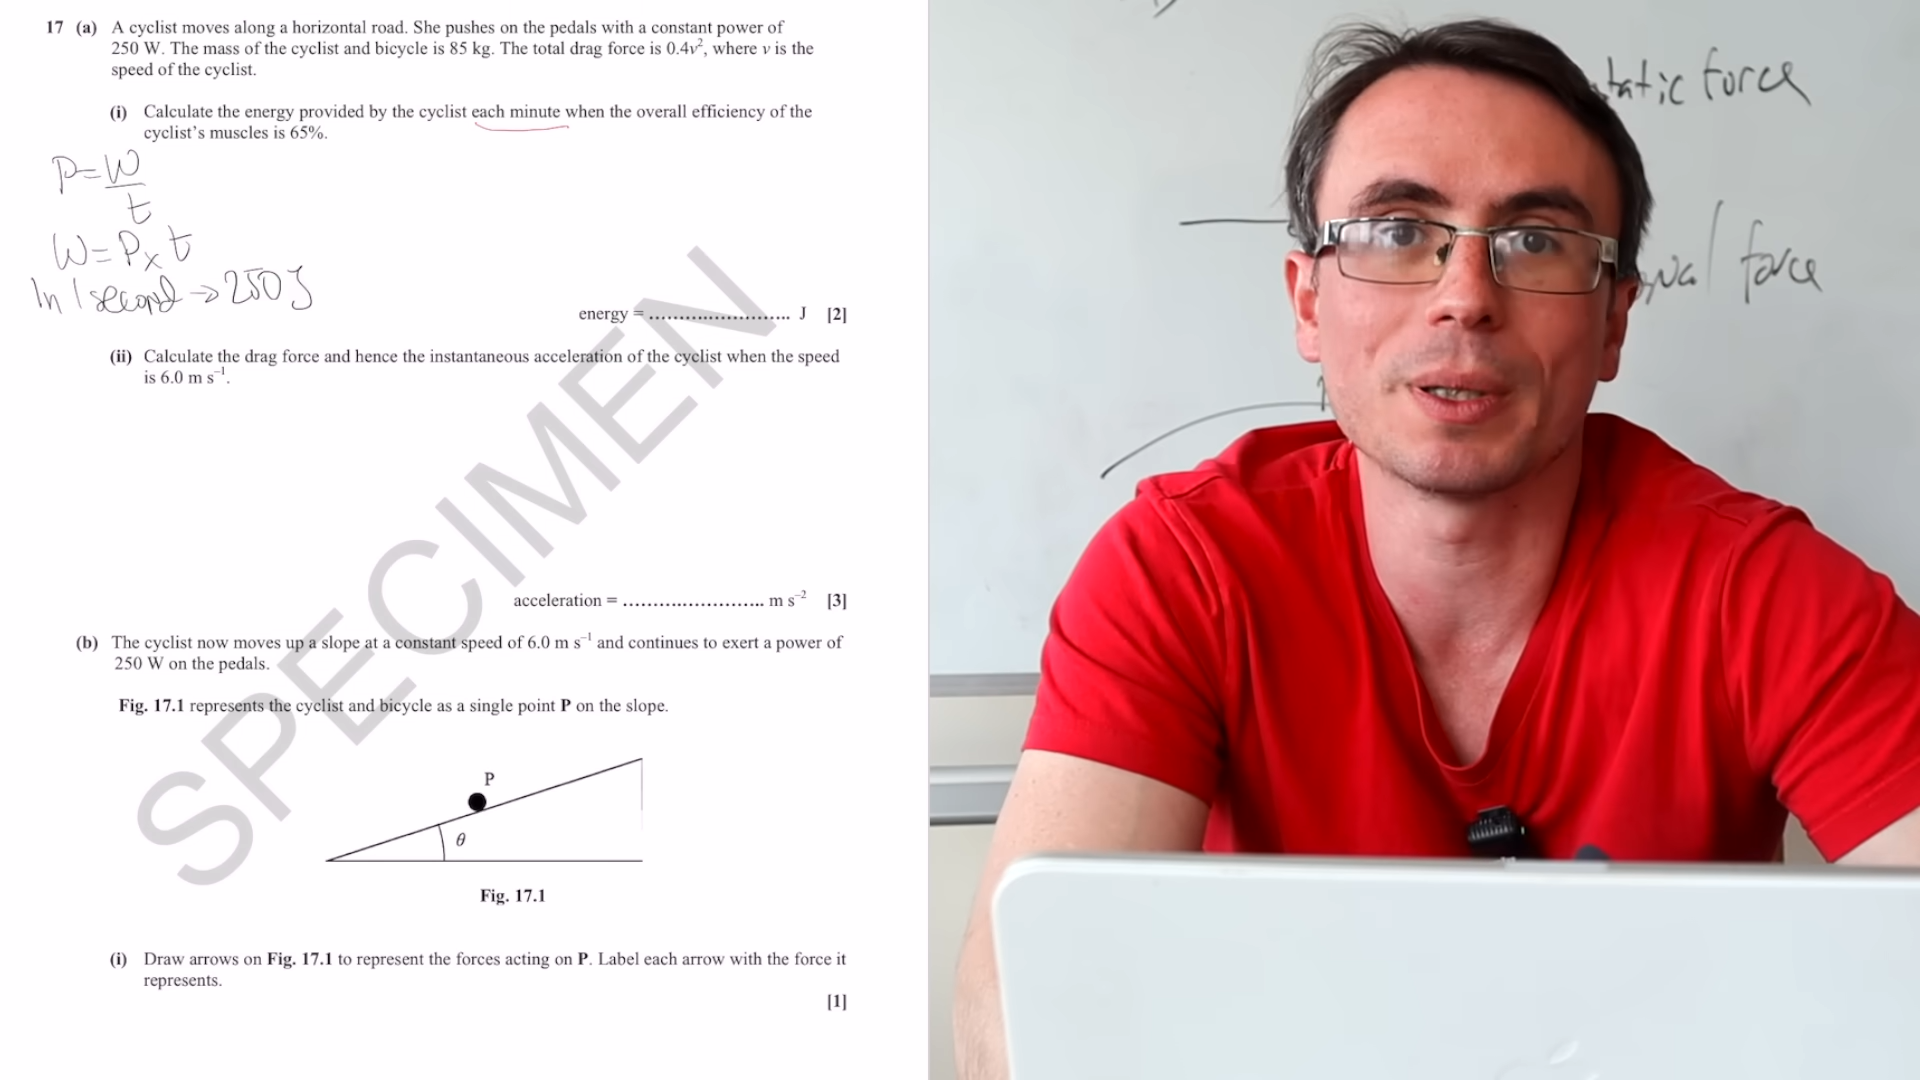 17 (a) A cyclist moves along a horizontal road. She pushes on the pedals with a constant power of
250 W. The mass of the cyclist and bicycle is 85 kg. The total drag force is 0.4v², where v is the
speed of the cyclist.
(i) Calculate the energy provided by the cyclist each minute when the overall efficiency of the
cyclist's muscles is 65%.
P=W/t
W=P×t
In 1 second → 250J
energy = ........................ J [2]
(ii) Calculate the drag force and hence the instantaneous acceleration of the cyclist when the speed
is 6.0 m s⁻¹.
acceleration = ........................ m s⁻² [3]
(b) The cyclist now moves up a slope at a constant speed of 6.0 m s⁻¹ and continues to exert a power of
250 W on the pedals.
Fig. 17.1 represents the cyclist and bicycle as a single point P on the slope.
P
θ
Fig. 17.1
(i) Draw arrows on Fig. 17.1 to represent the forces acting on P. Label each arrow with the force it
represents.
[1]
SPECIMEN
force
force